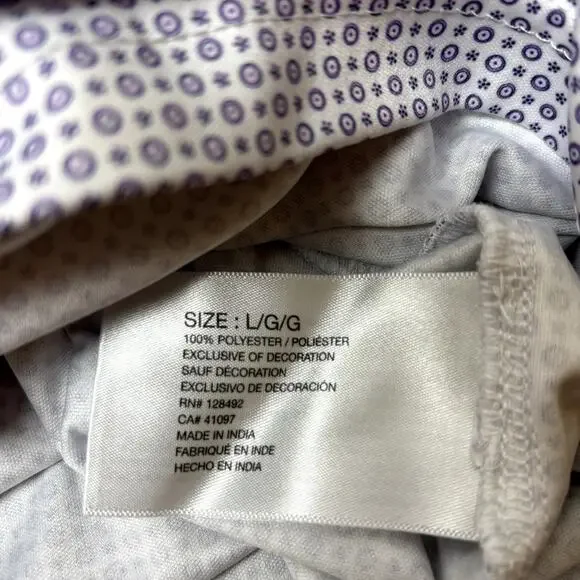 SIZE : L/G/G
100% POLYESTER / POLIÉSTER
EXCLUSIVE OF DECORATION
SAUF DÉCORATION
EXCLUSIVO DE DECORACIÓN
RN# 128492
CA# 41097
MADE IN INDIA
FABRIQUÉ EN INDE
HECHO EN INDIA